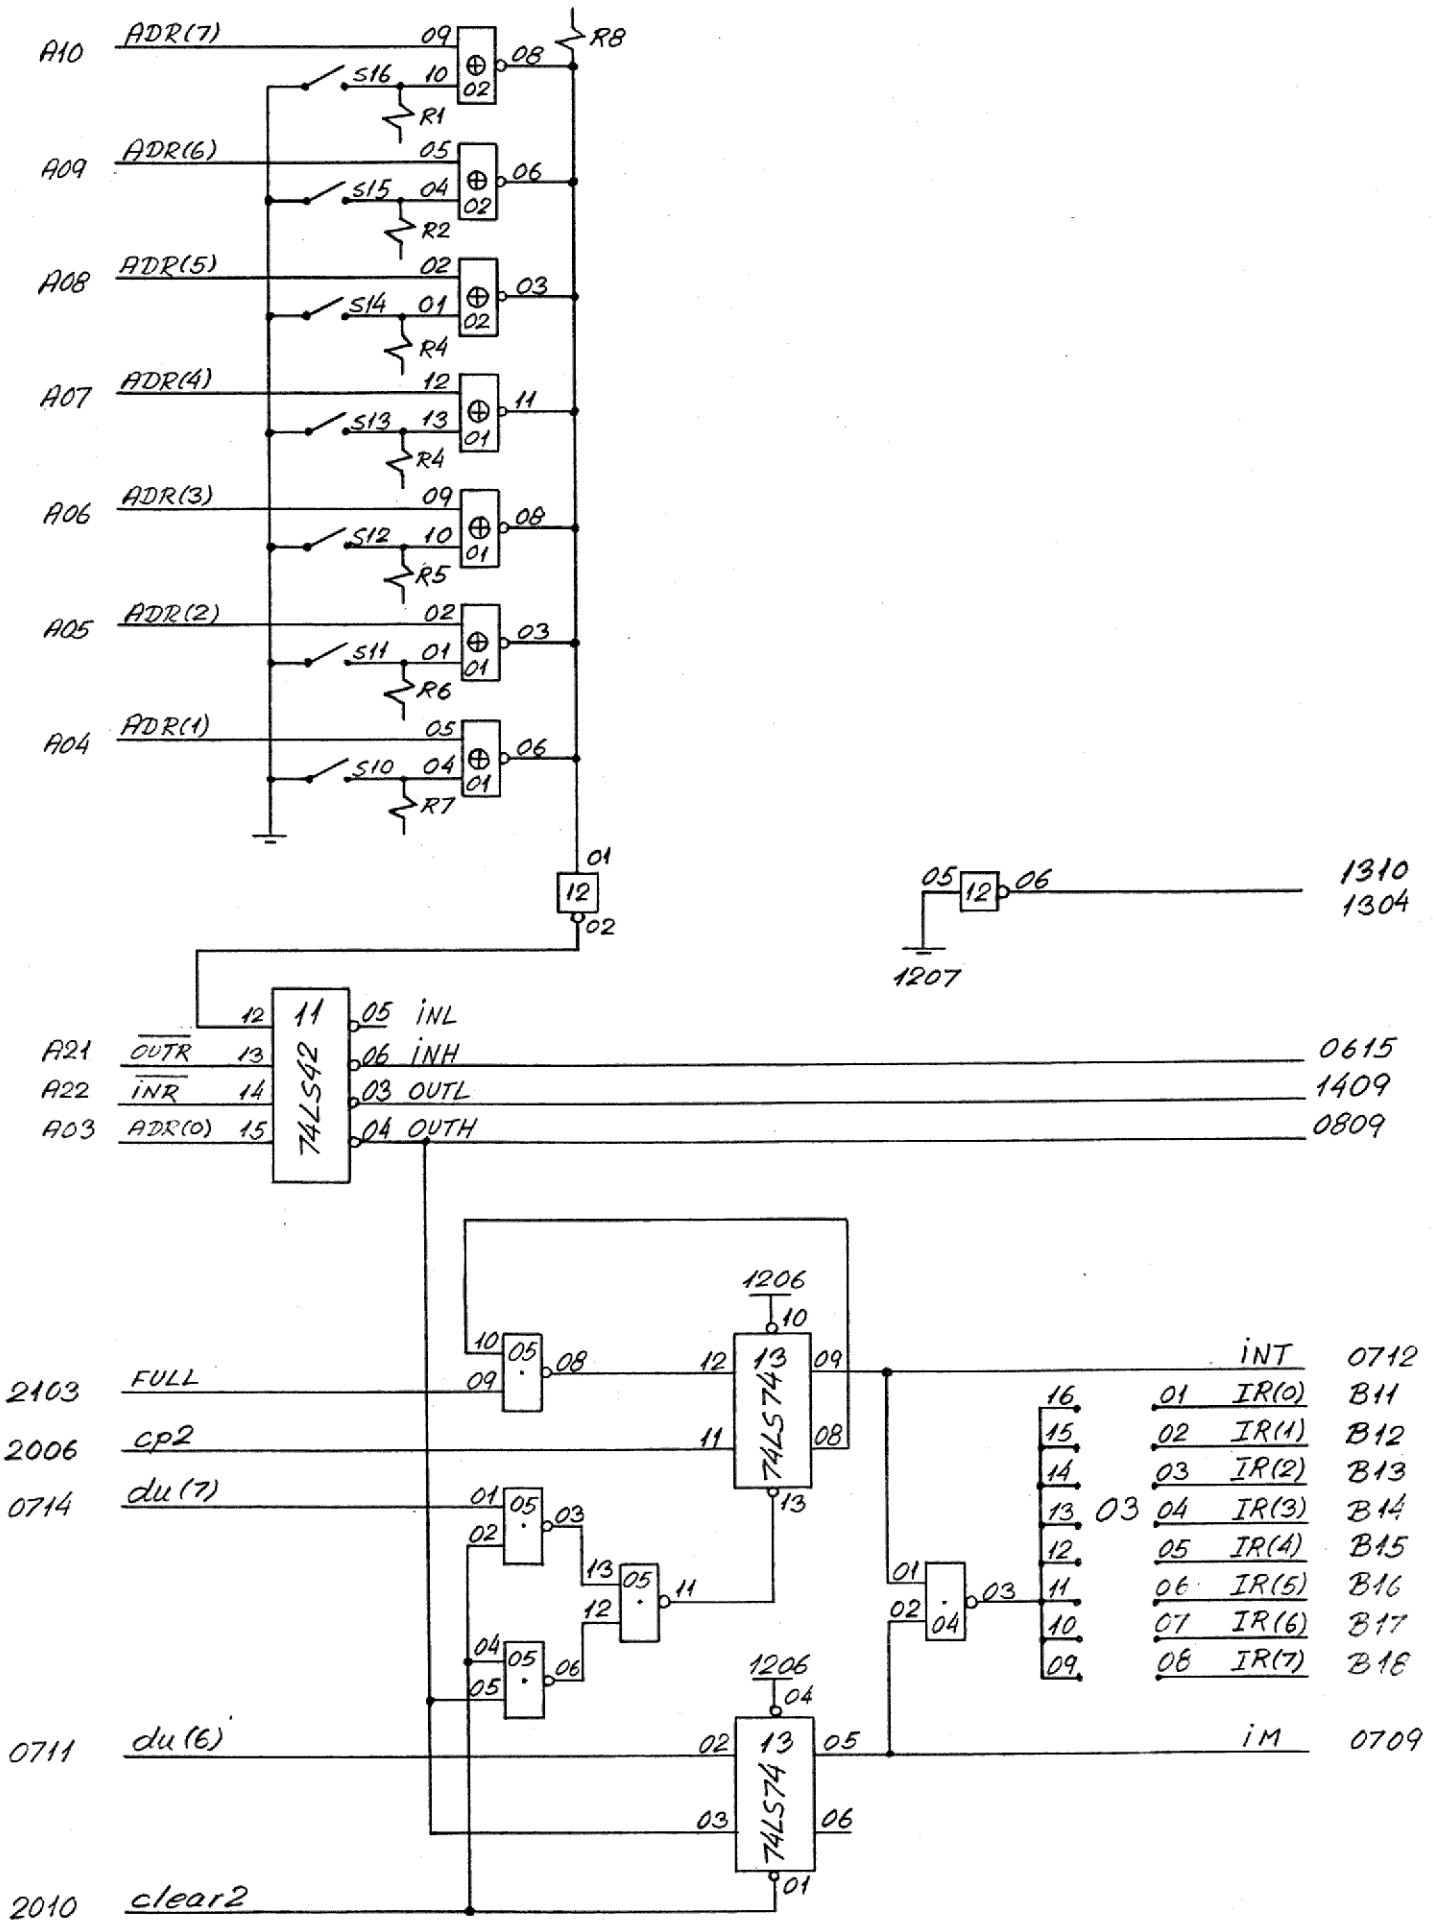 R8
A10 ADR(7) 09 08
S16 10 ⊕ 02
R1
A09 ADR(6) 05 06
S15 04 ⊕ 02
R2
A08 ADR(5) 02 03
S14 01 ⊕ 02
R4
A07 ADR(4) 12 11
S13 13 ⊕ 01
R4
A06 ADR(3) 09 08
S12 10 ⊕ 01
R5
A05 ADR(2) 02 03
S11 01 ⊕ 01
R6
A04 ADR(1) 05 06
S10 04 ⊕ 01
R7
01
12
02
05 12 06 1310
1304
1207
12 11 05 iNL
A21 OUTR 13 74LS42 06 iNH 0615
A22 iNR 14 03 OUTL 1409
A03 ADR(0) 15 04 OUTH 0809
1206
10
10 05 08 12 13 09 iNT 0712
2103 FULL 09
2006 cp2 11 74LS74 08
13
0714 du(7) 01 05 03
02
13 05 11
12
04 05 06
05
01 04 03
02
16 01 IR(0) B11
15 02 IR(1) B12
14 03 IR(2) B13
13 03 04 IR(3) B14
12 05 IR(4) B15
11 06 IR(5) B16
10 07 IR(6) B17
09 08 IR(7) B18
1206
04
0711 du(6) 02 13 05 iM 0709
03 74LS74 06
01
2010 clear2